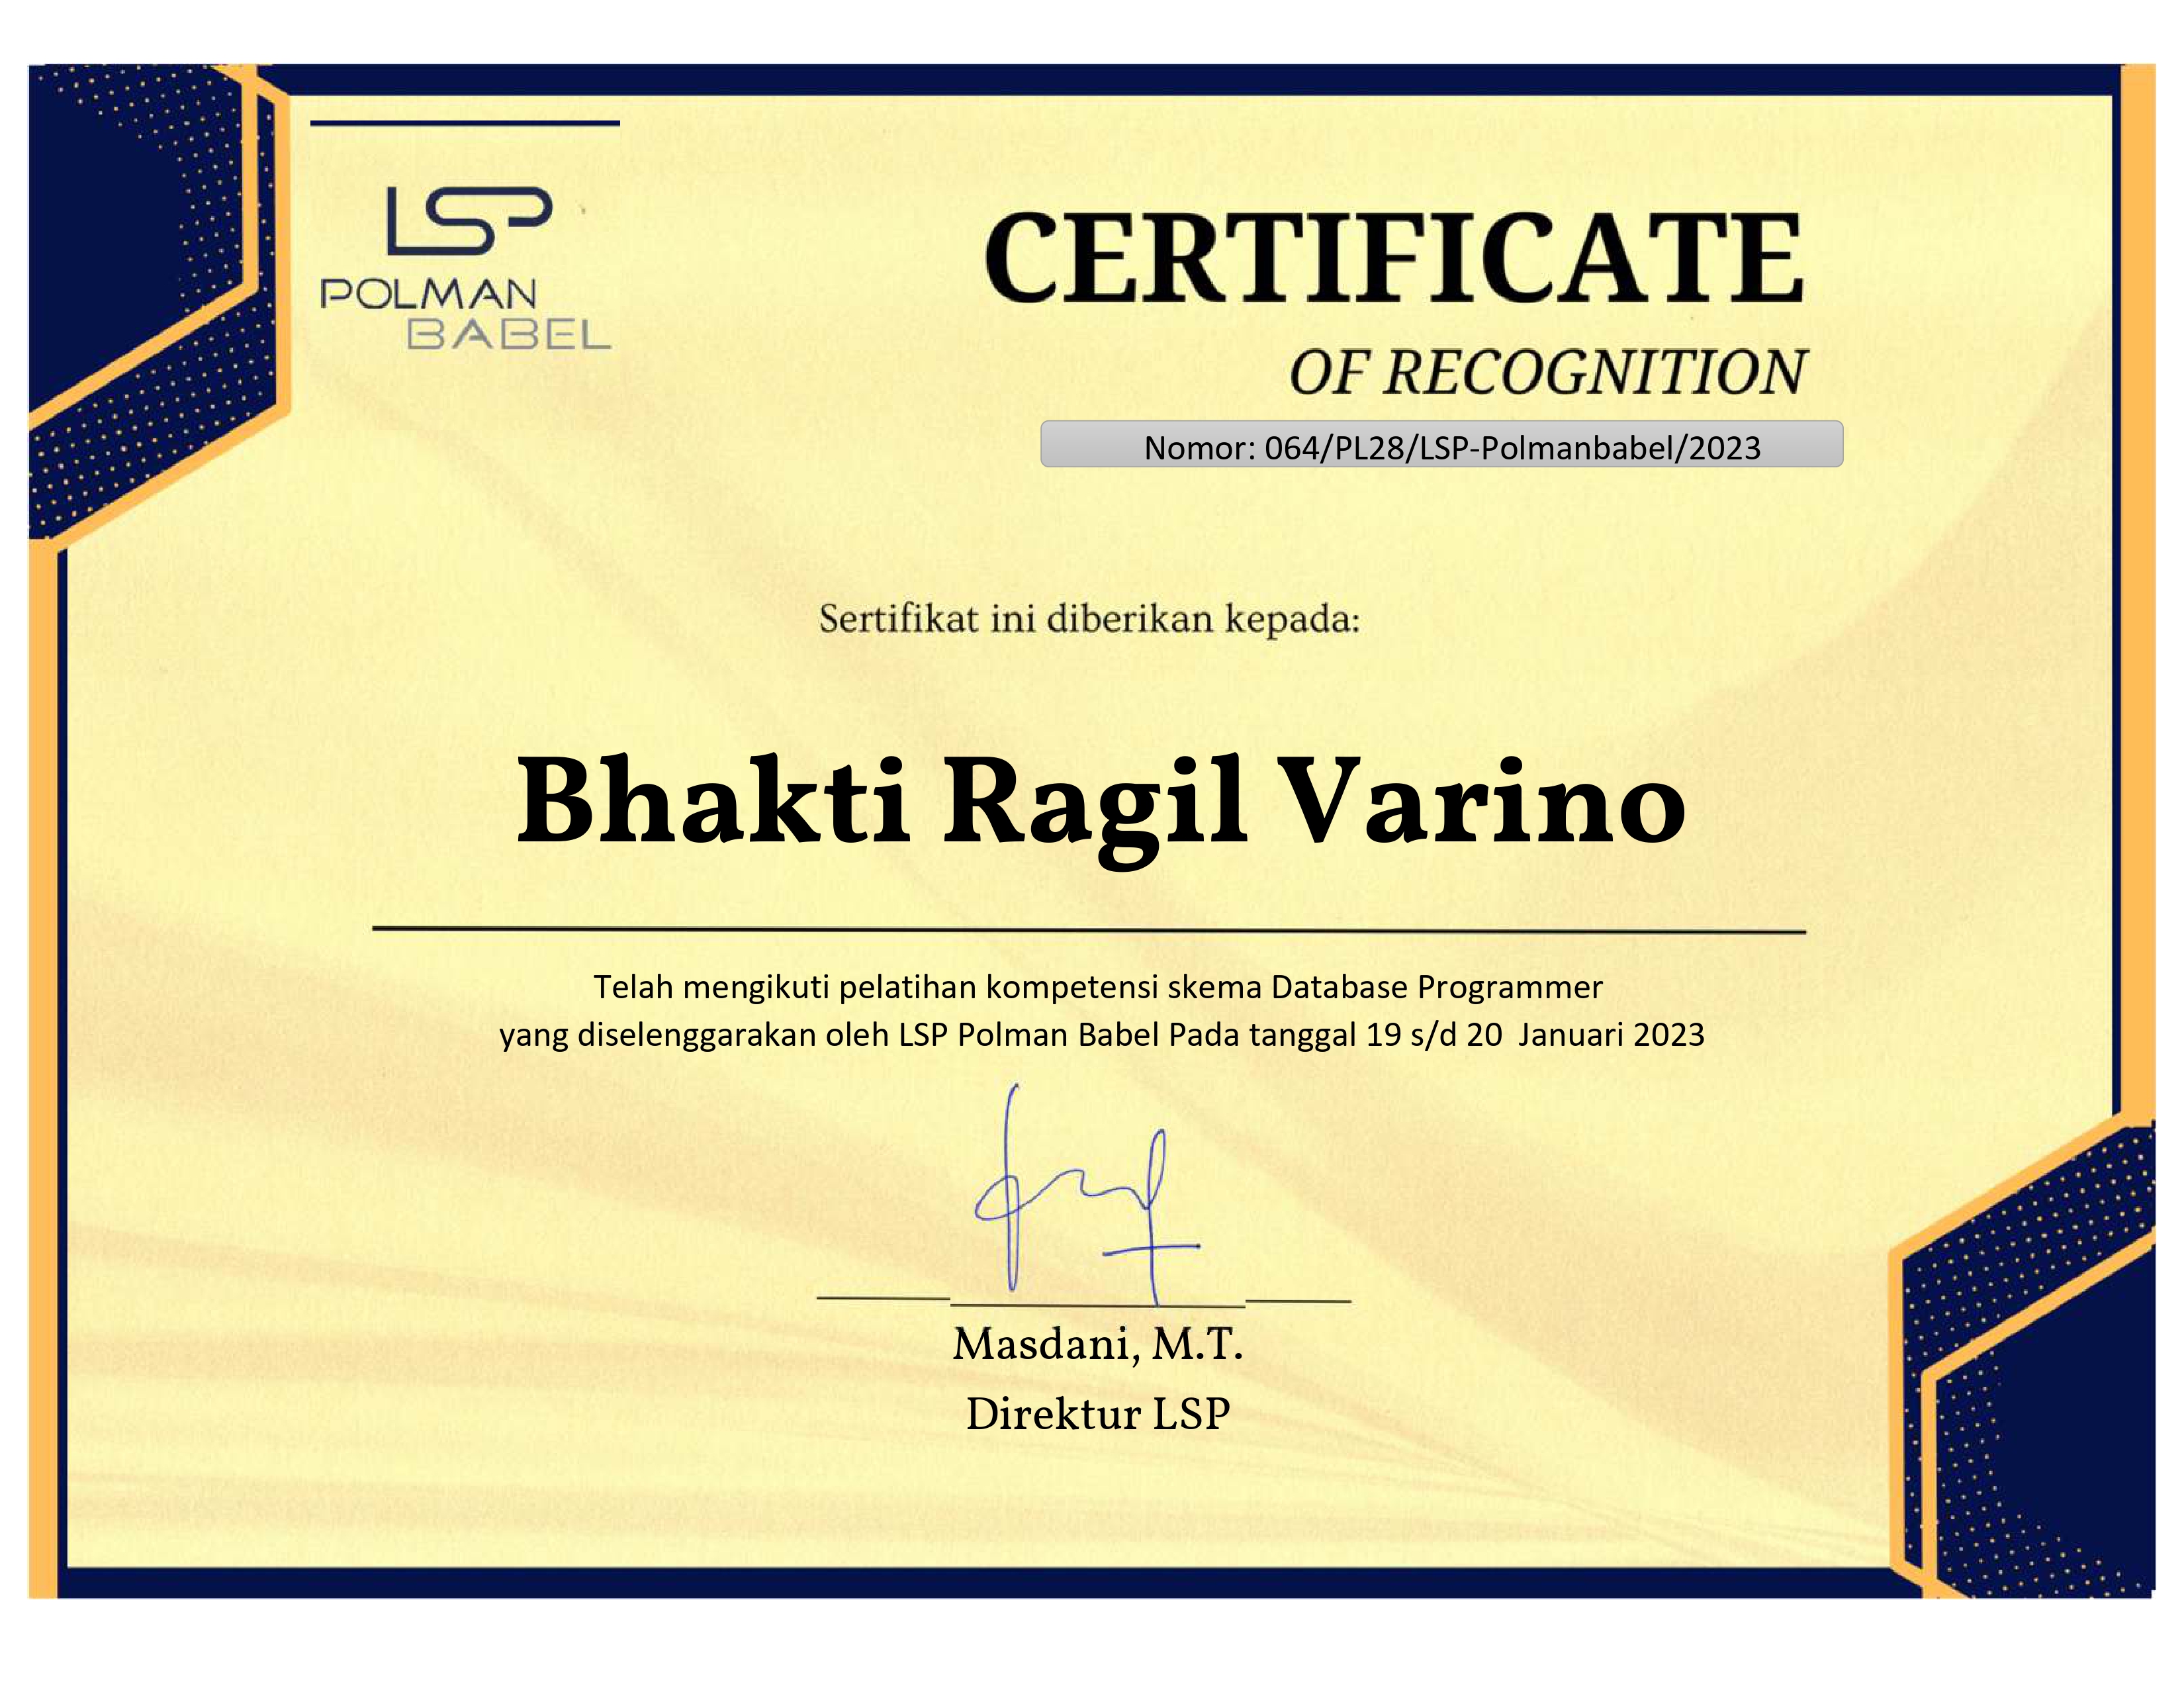 LSP
POLMAN
BABEL
CERTIFICATE
OF RECOGNITION
Nomor: 064/PL28/LSP-Polmanbabel/2023
Sertifikat ini diberikan kepada:
Bhakti Ragil Varino
Telah mengikuti pelatihan kompetensi skema Database Programmer
yang diselenggarakan oleh LSP Polman Babel Pada tanggal 19 s/d 20 Januari 2023
Masdani, M.T.
Direktur LSP